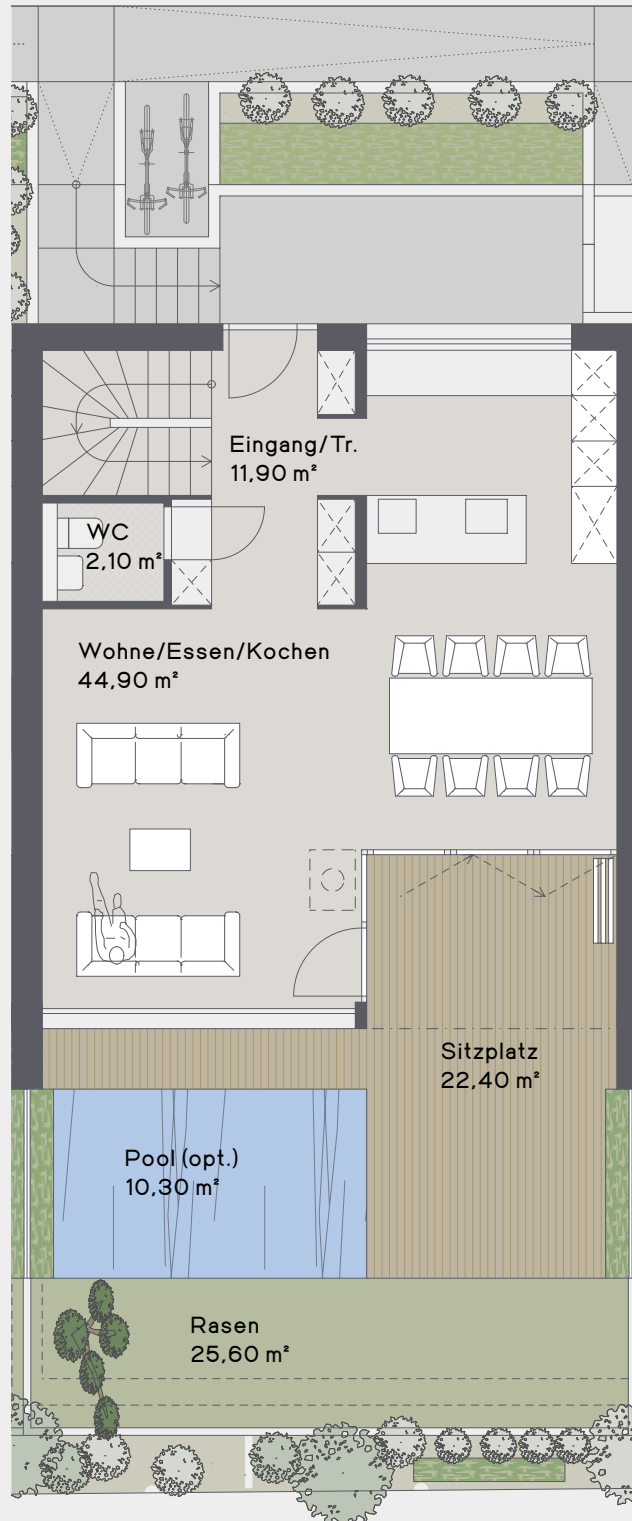 Eingang/Tr.
11,90 m²
WC
2,10 m²
Wohne/Essen/Kochen
44,90 m²
Sitzplatz
22,40 m²
Pool (opt.)
10,30 m²
Rasen
25,60 m²